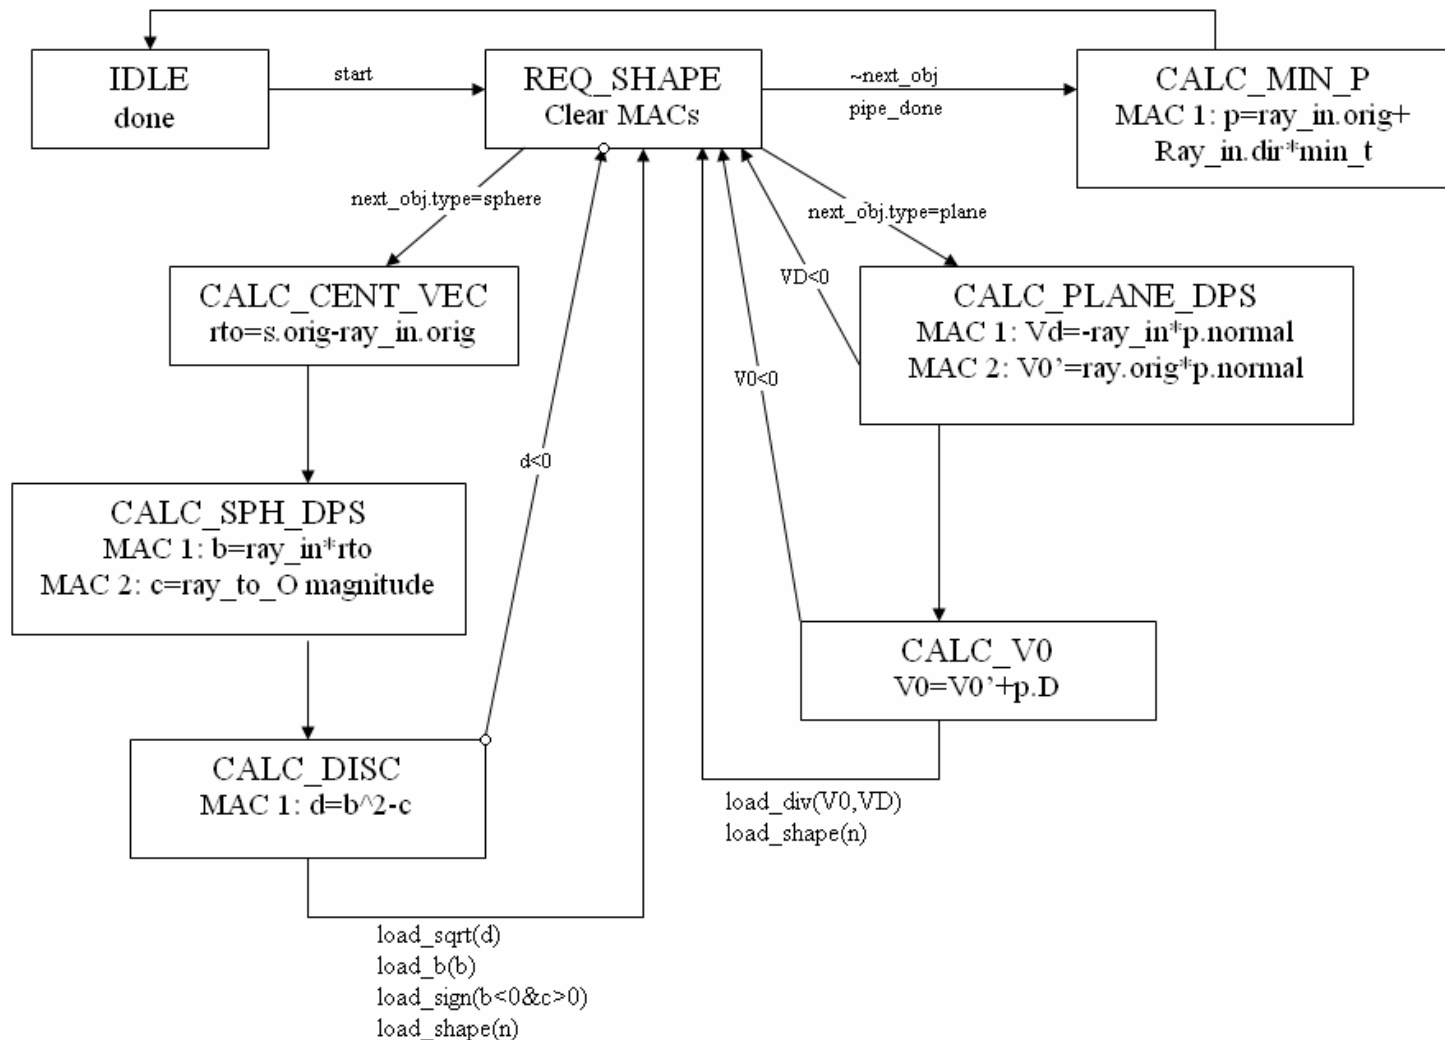 IDLE
done
start
REQ_SHAPE
Clear MACs
~next_obj
pipe_done
CALC_MIN_P
MAC 1: p=ray_in.orig+
Ray_in.dir*min_t
next_obj.type=sphere
next_obj.type=plane
CALC_CENT_VEC
rto=s.orig-ray_in.orig
VD<0
CALC_PLANE_DPS
MAC 1: Vd=-ray_in*p.normal
MAC 2: V0’=ray.orig*p.normal
V0<0
d<0
CALC_SPH_DPS
MAC 1: b=ray_in*rto
MAC 2: c=ray_to_O magnitude
CALC_V0
V0=V0’+p.D
CALC_DISC
MAC 1: d=b^2-c
load_div(V0,VD)
load_shape(n)
load_sqrt(d)
load_b(b)
load_sign(b<0&c>0)
load_shape(n)